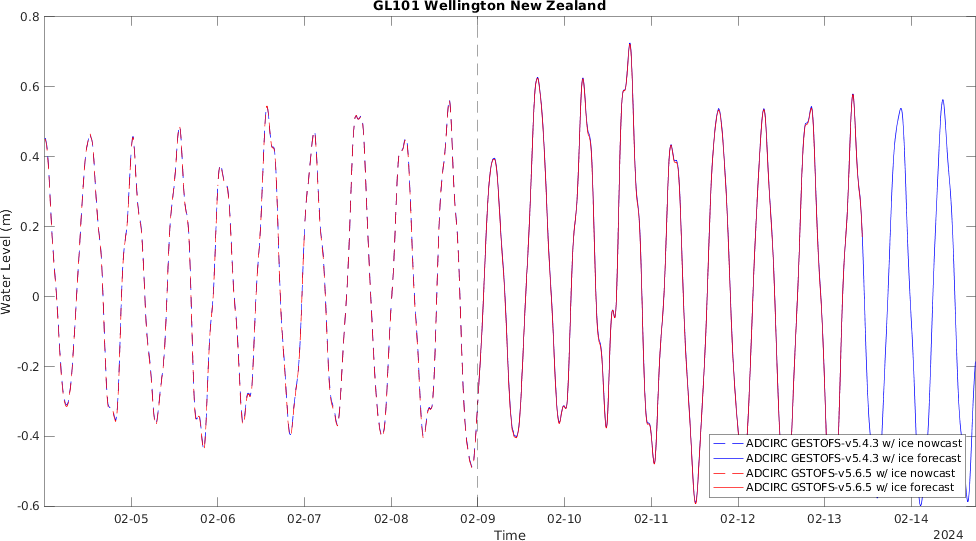 GL101 Wellington New Zealand
0.8
0.6
0.4
0.2
0
-0.2
-0.4
-0.6
Water Level (m)
ADCIRC GESTOFS-v5.4.3 w/ ice nowcast
ADCIRC GESTOFS-v5.4.3 w/ ice forecast
ADCIRC GSTOFS-v5.6.5 w/ ice nowcast
ADCIRC GSTOFS-v5.6.5 w/ ice forecast
02-05 02-06 02-07 02-08 02-09 02-10 02-11 02-12 02-13 02-14
Time
2024